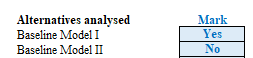 Alternatives analysed Mark
Baseline Model I Yes
Baseline Model II No